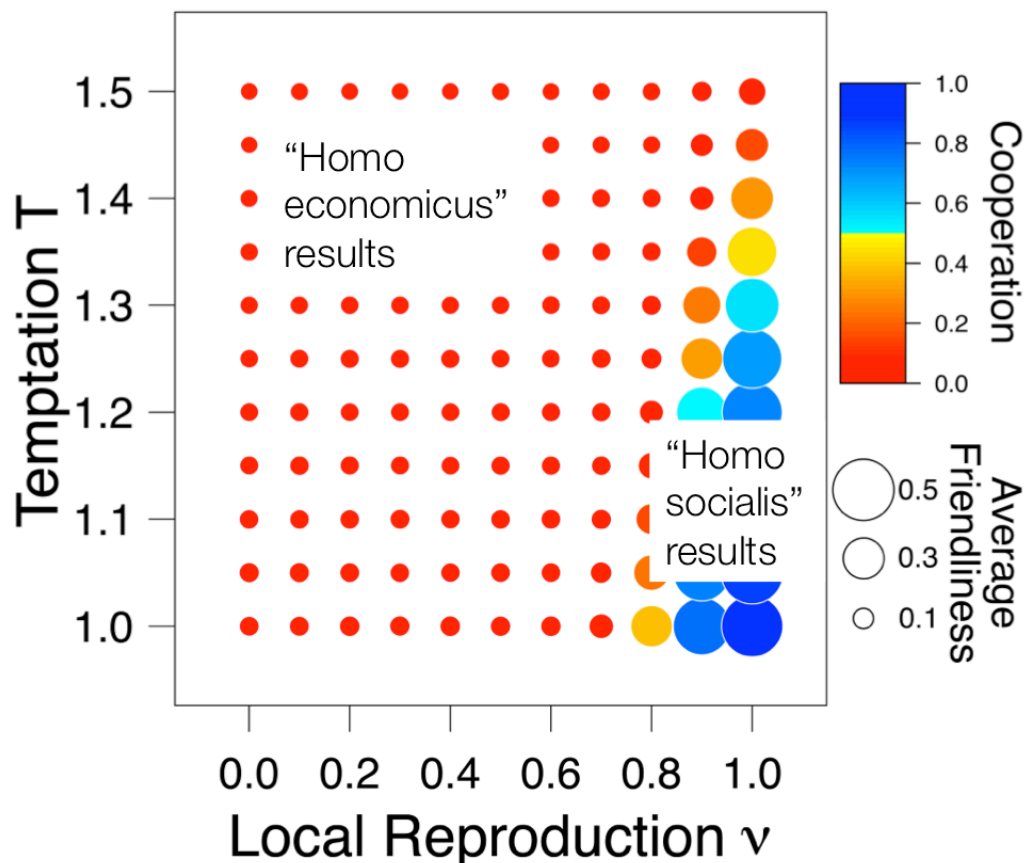 Temptation T
1.5
1.4
1.3
1.2
1.1
1.0
“Homo
economicus”
results
“Homo
socialis”
results
0.0 0.2 0.4 0.6 0.8 1.0
Local Reproduction ν
1.0
0.8
0.6
0.4
0.2
0.0
Cooperation
0.5
0.3
0.1
Average
Friendliness